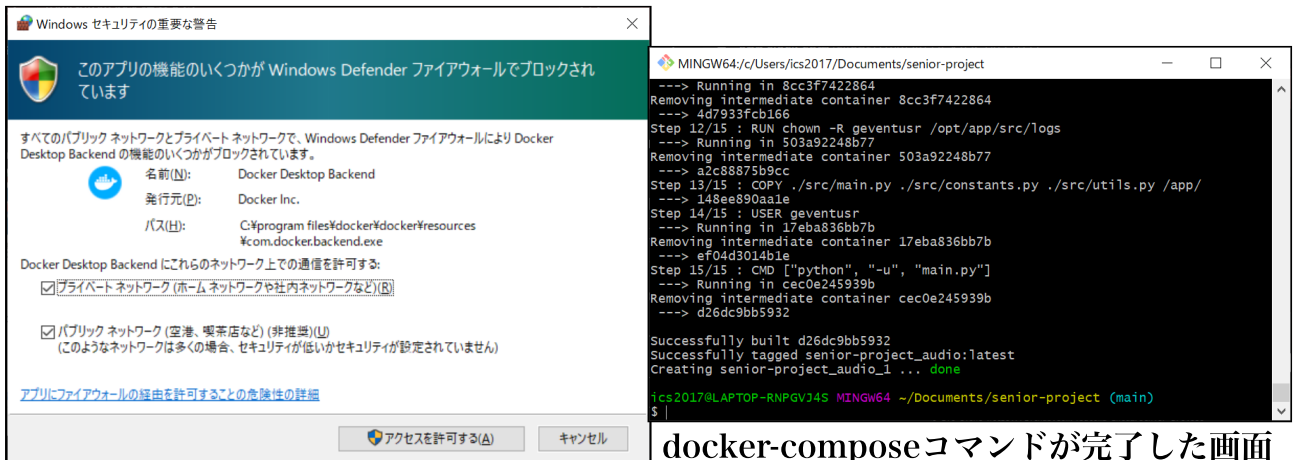 Windows セキュリティの重要な警告
このアプリの機能のいくつかが Windows Defender ファイアウォールでブロックされ
ています
すべてのパブリック ネットワークとプライベート ネットワークで、Windows Defender ファイアウォールにより Docker
Desktop Backend の機能のいくつかがブロックされています。
名前(N): Docker Desktop Backend
発行元(P): Docker Inc.
パス(H): C:¥program files¥docker¥docker¥resources
¥com.docker.backend.exe
Docker Desktop Backend にこれらのネットワーク上での通信を許可する:
プライベート ネットワーク (ホーム ネットワークや社内ネットワークなど)(R)
パブリック ネットワーク (空港、喫茶店など) (非推奨)(U)
(このようなネットワークは多くの場合、セキュリティが低いかセキュリティが設定されていません)
アプリにファイアウォールの経由を許可することの危険性の詳細
アクセスを許可する(A) キャンセル
MINGW64:/c/Users/ics2017/Documents/senior-project
---> Running in 8cc3f7422864
Removing intermediate container 8cc3f7422864
---> 4d7933fcb166
Step 12/15 : RUN chown -R geventusr /opt/app/src/logs
---> Running in 503a92248b77
Removing intermediate container 503a92248b77
---> a2c88875b9cc
Step 13/15 : COPY ./src/main.py ./src/constants.py ./src/utils.py /app/
---> 148ee890aa1e
Step 14/15 : USER geventusr
---> Running in 17eba836bb7b
Removing intermediate container 17eba836bb7b
---> ef04d3014b1e
Step 15/15 : CMD ["python", "-u", "main.py"]
---> Running in cec0e245939b
Removing intermediate container cec0e245939b
---> d26dc9bb5932
Successfully built d26dc9bb5932
Successfully tagged senior-project_audio:latest
Creating senior-project_audio_1 ... done
ics2017@LAPTOP-RNPGVJ4S MINGW64 ~/Documents/senior-project (main)
$
docker-composeコマンドが完了した画面